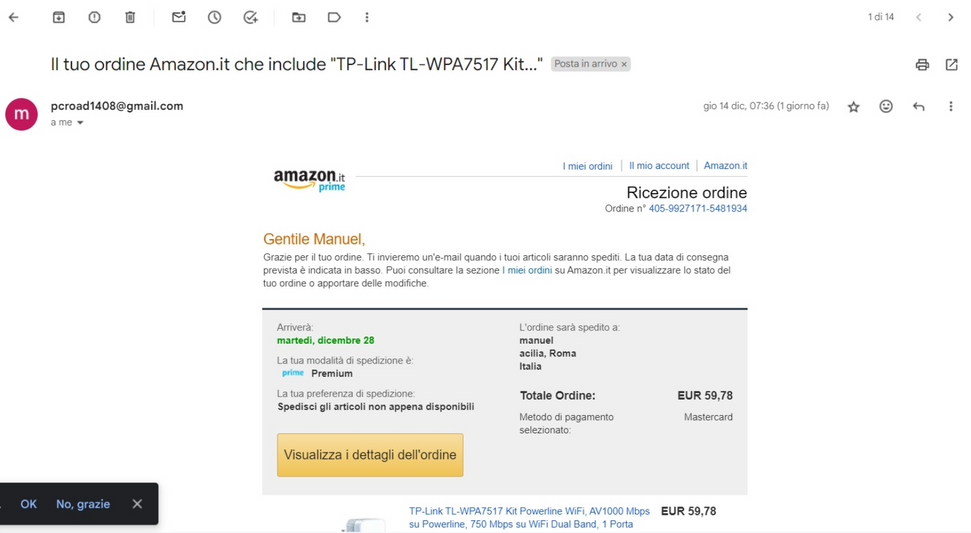 1 di 14
Il tuo ordine Amazon.it che include "TP-Link TL-WPA7517 Kit..." Posta in arrivo ×
m
pcroad1408@gmail.com
gio 14 dic, 07:36 (1 giorno fa)
a me
amazon.it
prime
I miei ordini | Il mio account | Amazon.it
Ricezione ordine
Ordine n° 405-9927171-5481934
Gentile Manuel,
Grazie per il tuo ordine. Ti invieremo un'e-mail quando i tuoi articoli saranno spediti. La tua data di consegna
prevista è indicata in basso. Puoi consultare la sezione I miei ordini su Amazon.it per visualizzare lo stato del
tuo ordine o apportare delle modifiche.
Arriverà:
martedì, dicembre 28
La tua modalità di spedizione è:
prime Premium
La tua preferenza di spedizione:
Spedisci gli articoli non appena disponibili
Visualizza i dettagli dell'ordine
L'ordine sarà spedito a:
manuel
acilia, Roma
Italia
Totale Ordine: EUR 59,78
Metodo di pagamento Mastercard
selezionato:
OK No, grazie
TP-Link TL-WPA7517 Kit Powerline WiFi, AV1000 Mbps EUR 59,78
su Powerline, 750 Mbps su WiFi Dual Band, 1 Porta